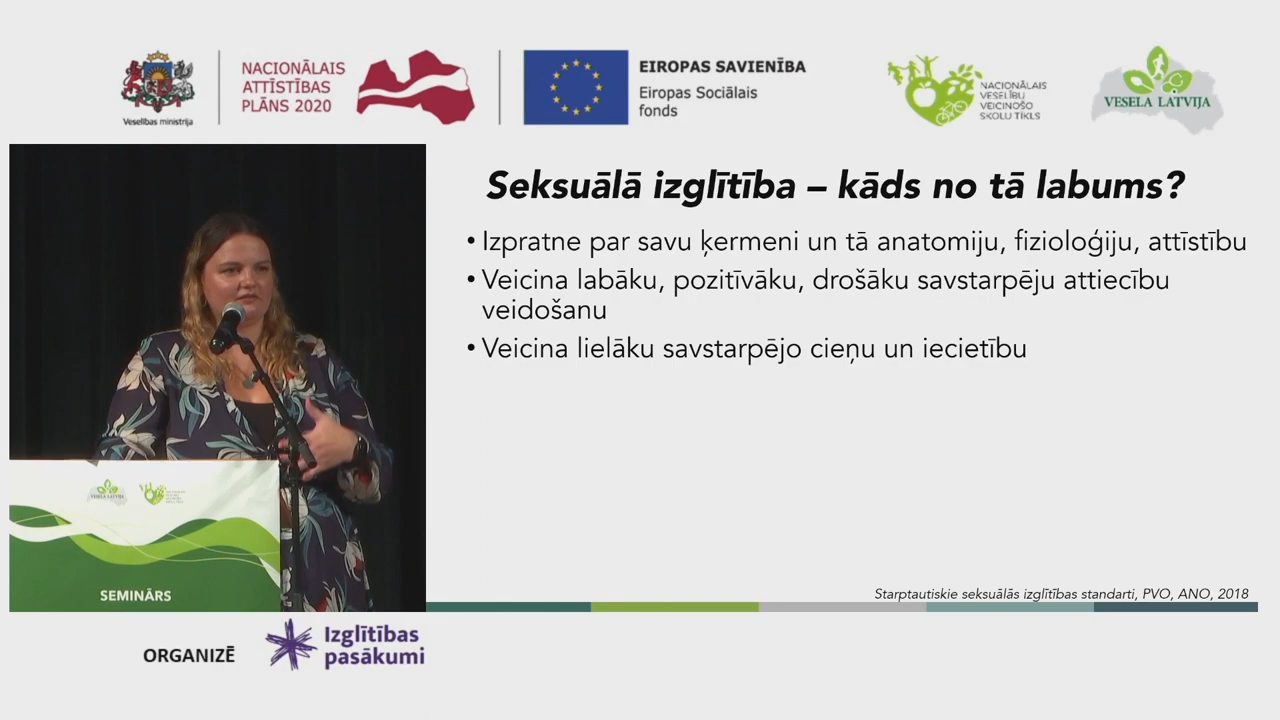 Veselības ministrija
NACIONĀLAIS
ATTĪSTĪBAS
PLĀNS 2020
EIROPAS SAVIENĪBA
Eiropas Sociālais
fonds
NACIONĀLAIS
VESELĪBU
VEICINOŠO
SKOLU TĪKLS
VESELA LATVIJA
Seksuālā izglītība – kāds no tā labums?
• Izpratne par savu ķermeni un tā anatomiju, fizioloģiju, attīstību
• Veicina labāku, pozitīvāku, drošāku savstarpēju attiecību
veidošanu
• Veicina lielāku savstarpējo cieņu un iecietību
VESELA LATVIJA
SEMINĀRS
Starptautiskie seksuālās izglītības standarti, PVO, ANO, 2018
ORGANIZĒ
Izglītības
pasākumi